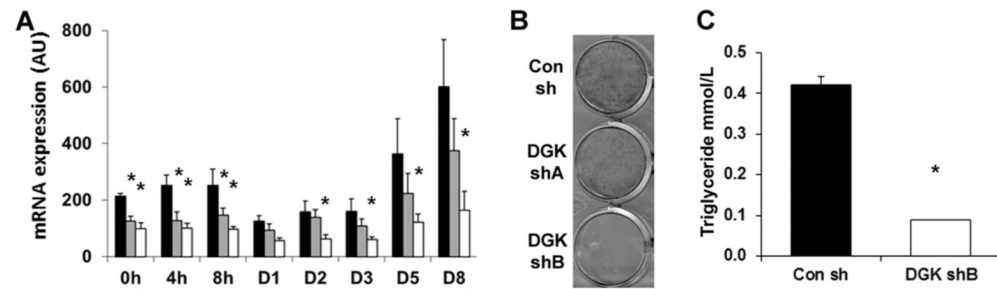 A
mRNA expression (AU)
800
600
400
200
0
* * * * * * * * * *
0h 4h 8h D1 D2 D3 D5 D8
B
Con
sh
DGK
shA
DGK
shB
C
Triglyceride mmol/L
0.5
0.4
0.3
0.2
0.1
0.0
*
Con sh DGK shB